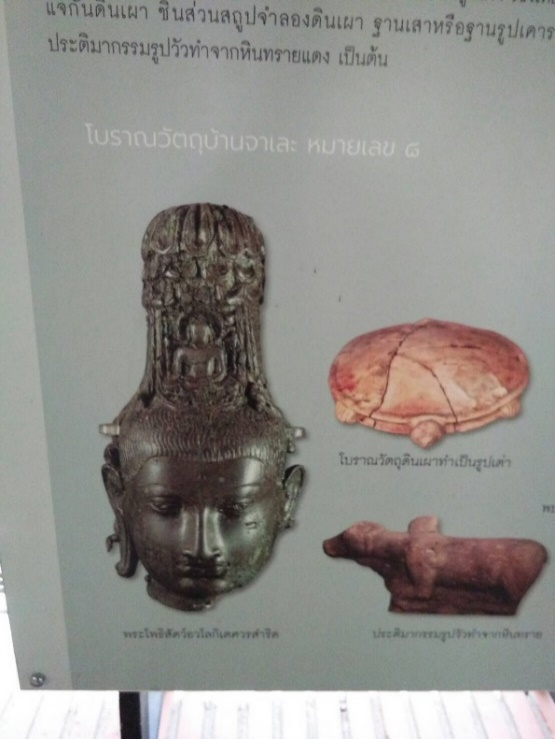 แจกันดินเผา ชิ้นส่วนสถูปจำลองดินเผา ฐานเสาหรือฐานรูปเคาร
ประติมากรรมรูปวัวทำจากหินทรายแดง เป็นต้น
โบราณวัตถุบ้านจาเละ หมายเลข ๘
โบราณวัตถุดินเผาทำเป็นรูปเต่า
พระโพธิสัตว์อวโลกิเตศวรสำริด
ประติมากรรมรูปวัวทำจากหินทราย